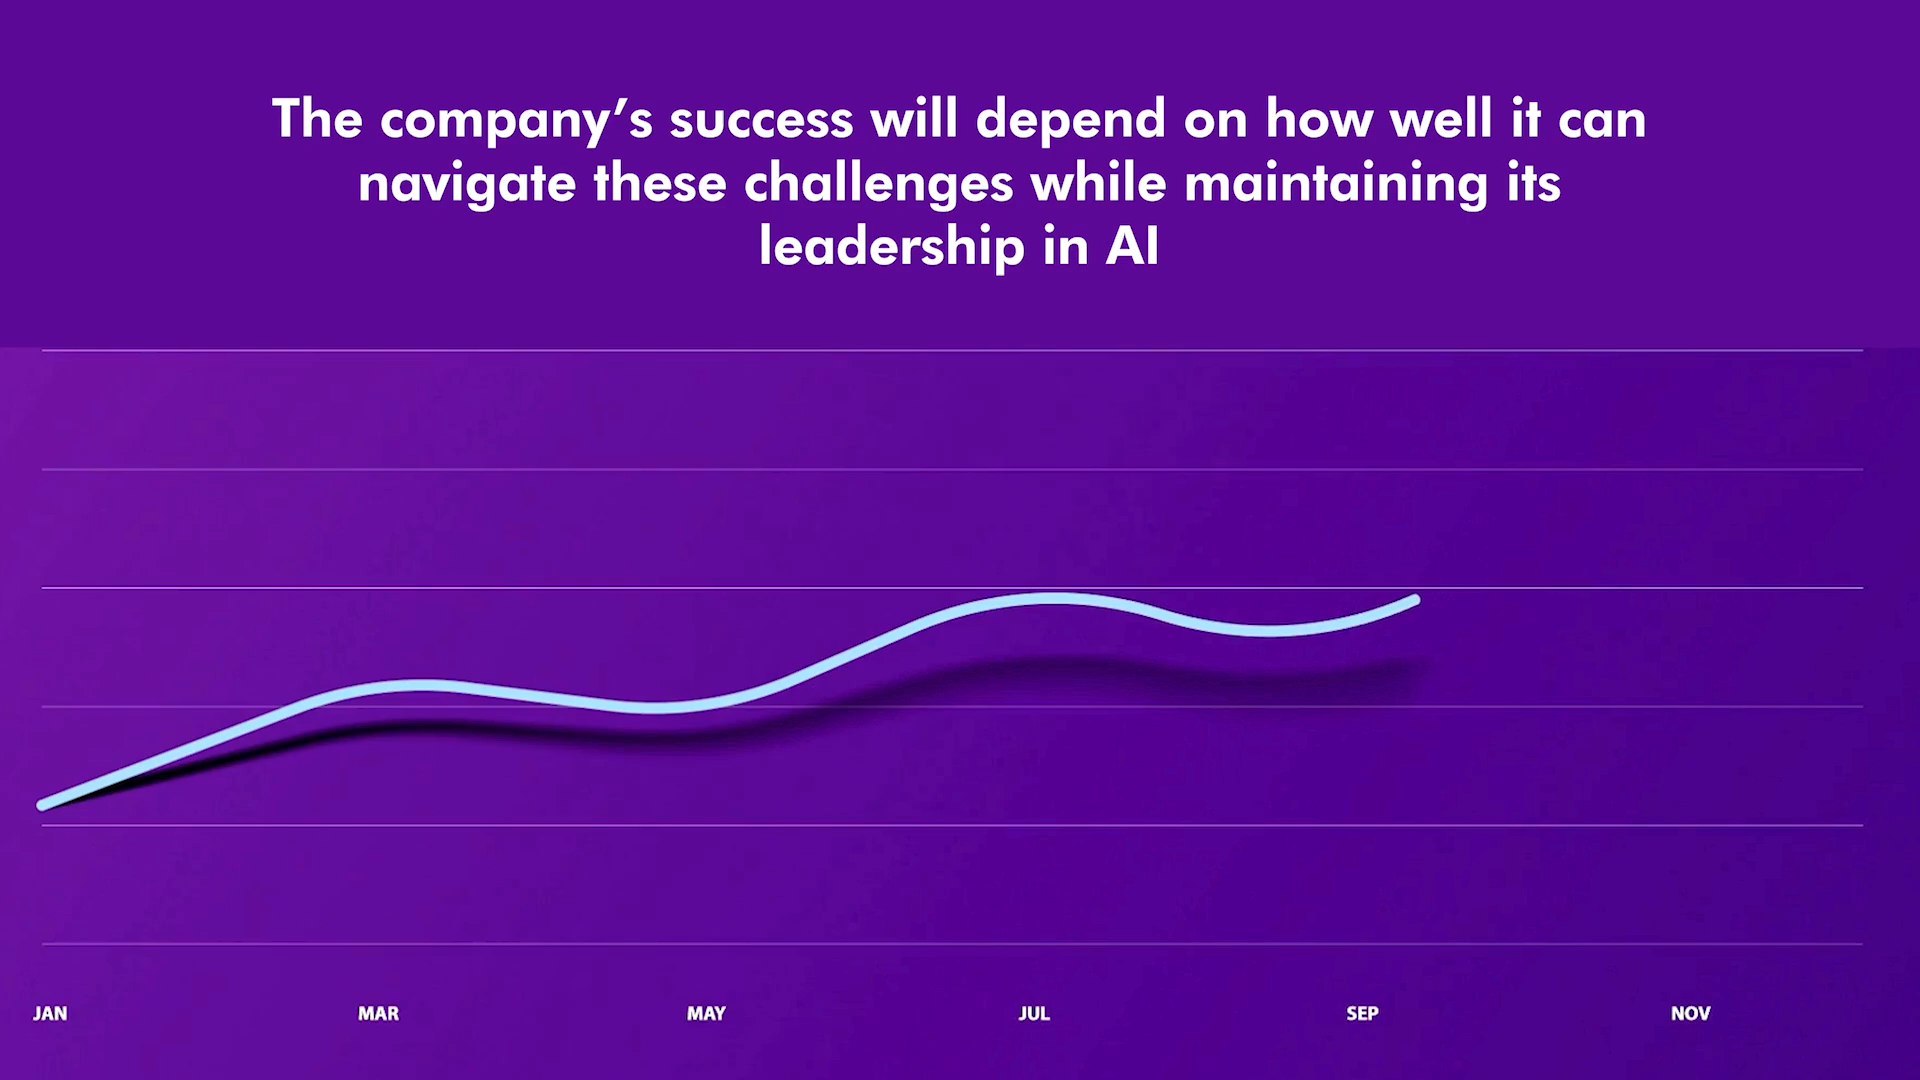 The company’s success will depend on how well it can
navigate these challenges while maintaining its
leadership in AI
JAN MAR MAY JUL SEP NOV